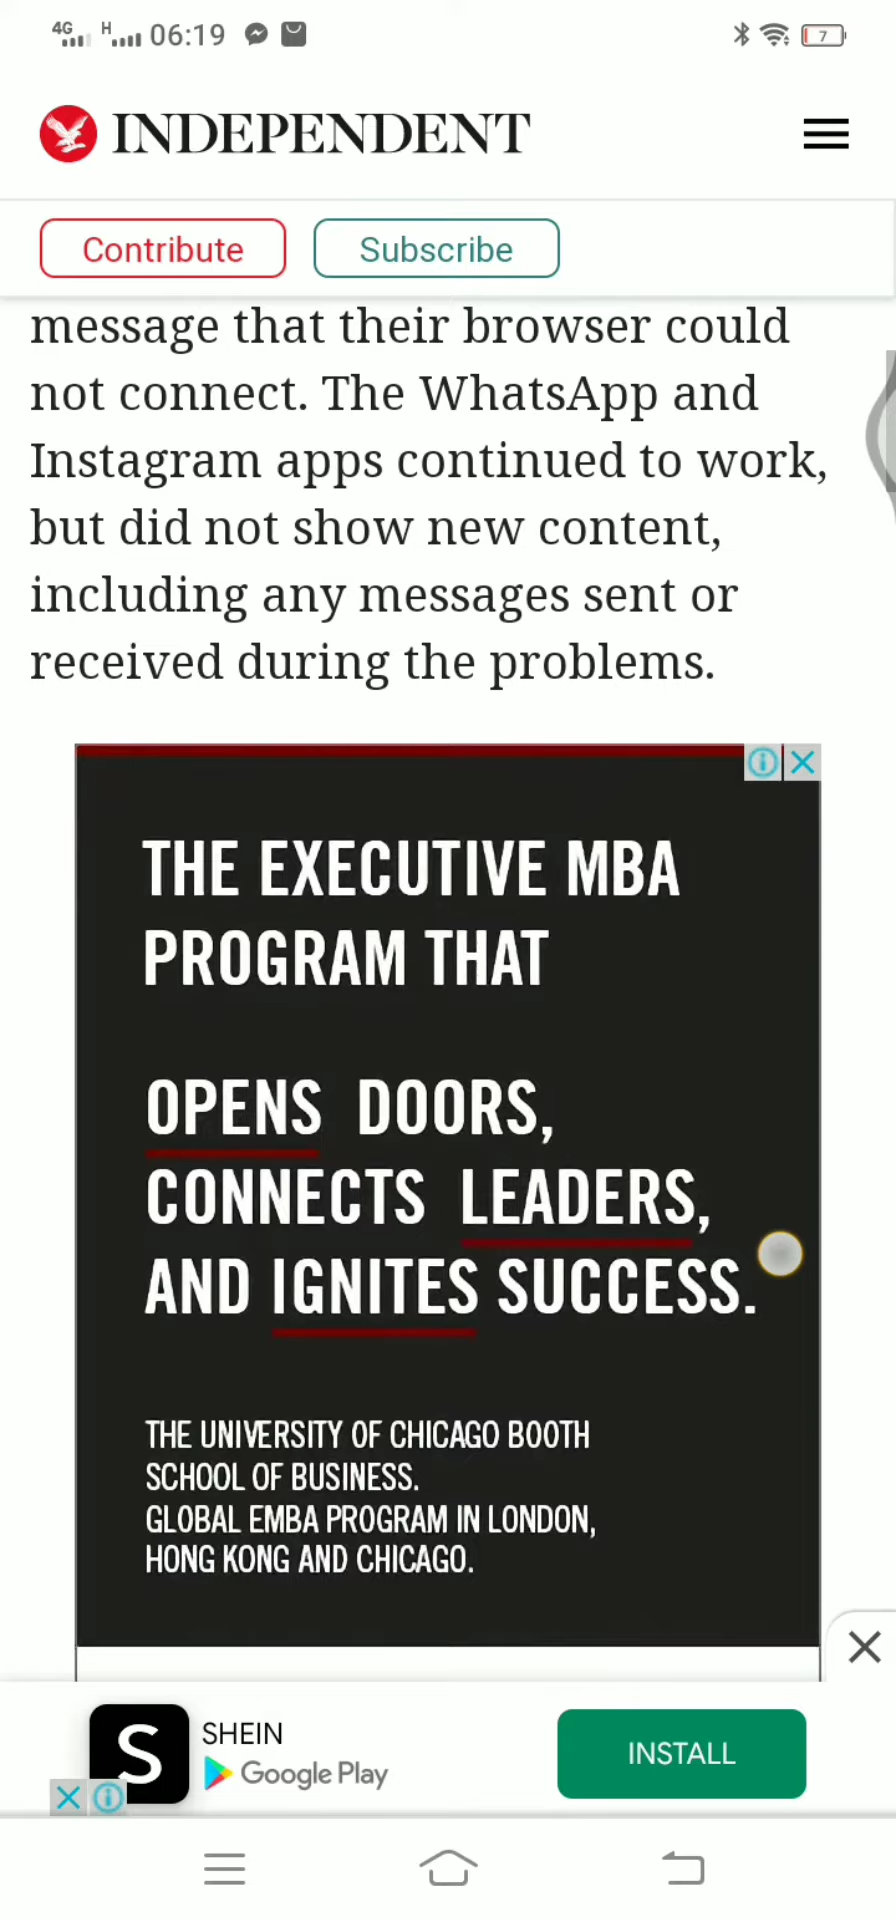 4G H 06:19 7
INDEPENDENT
Contribute Subscribe
message that their browser could
not connect. The WhatsApp and
Instagram apps continued to work,
but did not show new content,
including any messages sent or
received during the problems.
THE EXECUTIVE MBA
PROGRAM THAT
OPENS DOORS,
CONNECTS LEADERS,
AND IGNITES SUCCESS.
THE UNIVERSITY OF CHICAGO BOOTH
SCHOOL OF BUSINESS.
GLOBAL EMBA PROGRAM IN LONDON,
HONG KONG AND CHICAGO.
S
SHEIN
Google Play
INSTALL